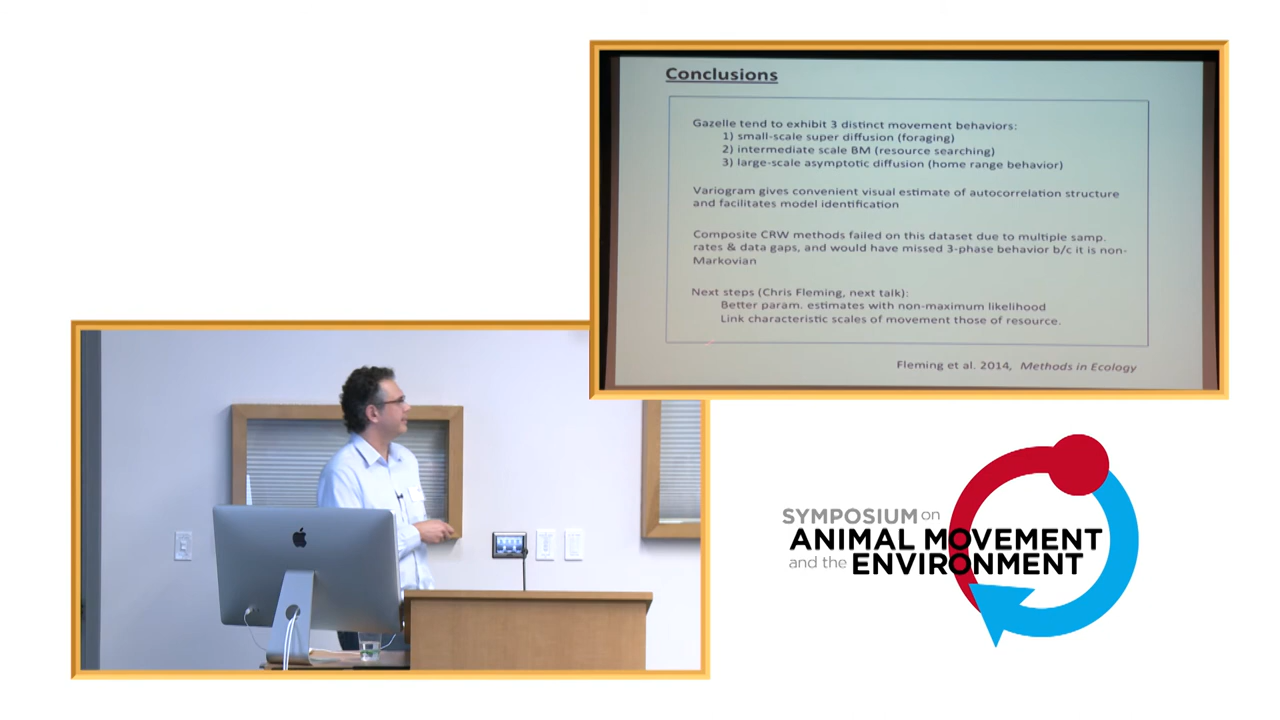 Conclusions
Gazelle tend to exhibit 3 distinct movement behaviors:
1) small-scale super diffusion (foraging)
2) intermediate scale BM (resource searching)
3) large-scale asymptotic diffusion (home range behavior)
Variogram gives convenient visual estimate of autocorrelation structure
and facilitates model identification
Composite CRW methods failed on this dataset due to multiple samp.
rates & data gaps, and would have missed 3-phase behavior b/c it is non-
Markovian
Next steps (Chris Fleming, next talk):
Better param. estimates with non-maximum likelihood
Link characteristic scales of movement those of resource.
Fleming et al. 2014, Methods in Ecology
SYMPOSIUM on
ANIMAL MOVEMENT
and the ENVIRONMENT